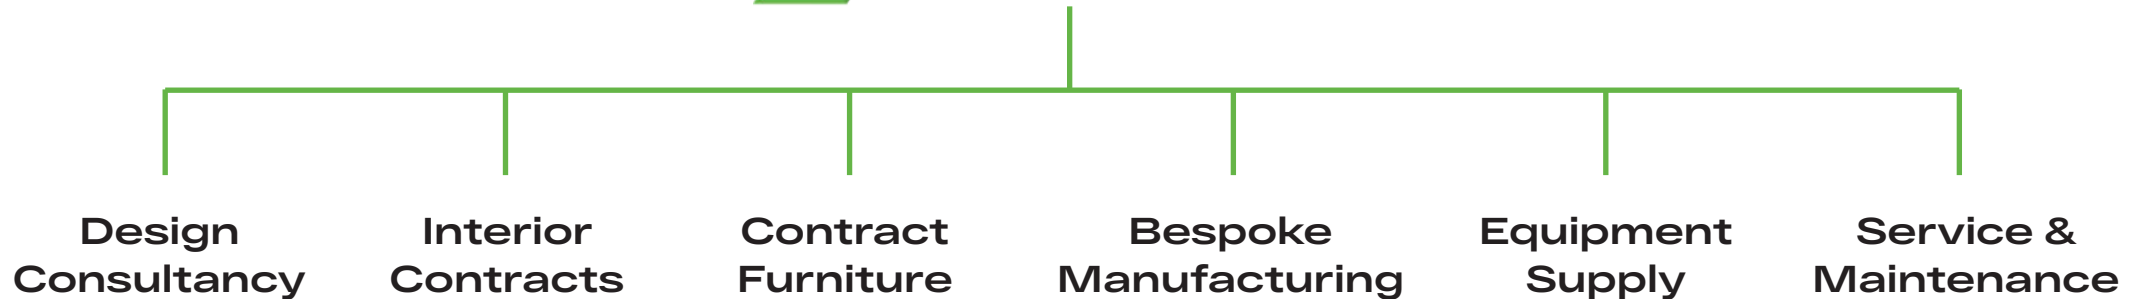 Design
Consultancy
Interior
Contracts
Contract
Furniture
Bespoke
Manufacturing
Equipment
Supply
Service &
Maintenance